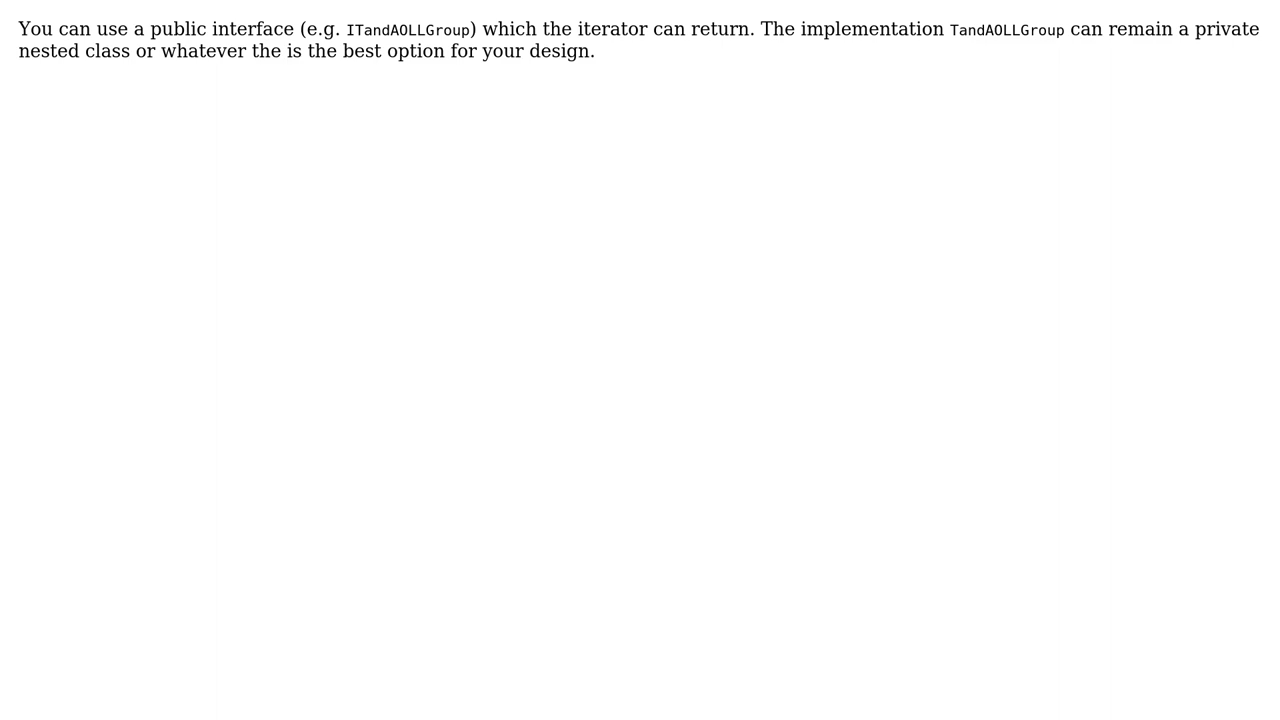 You can use a public interface (e.g. ITandAOLLGroup) which the iterator can return. The implementation TandAOLLGroup can remain a private
nested class or whatever the is the best option for your design.